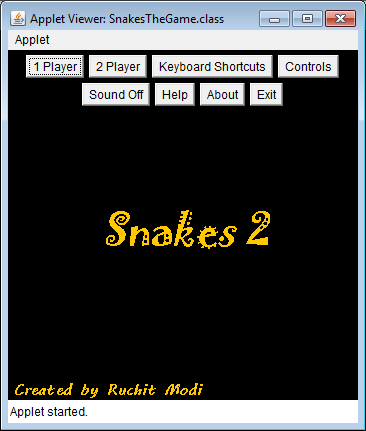 Applet Viewer: SnakesTheGame.class
Applet
1 Player 2 Player Keyboard Shortcuts Controls
Sound Off Help About Exit
Snakes 2
Created by Ruchit Modi
Applet started.